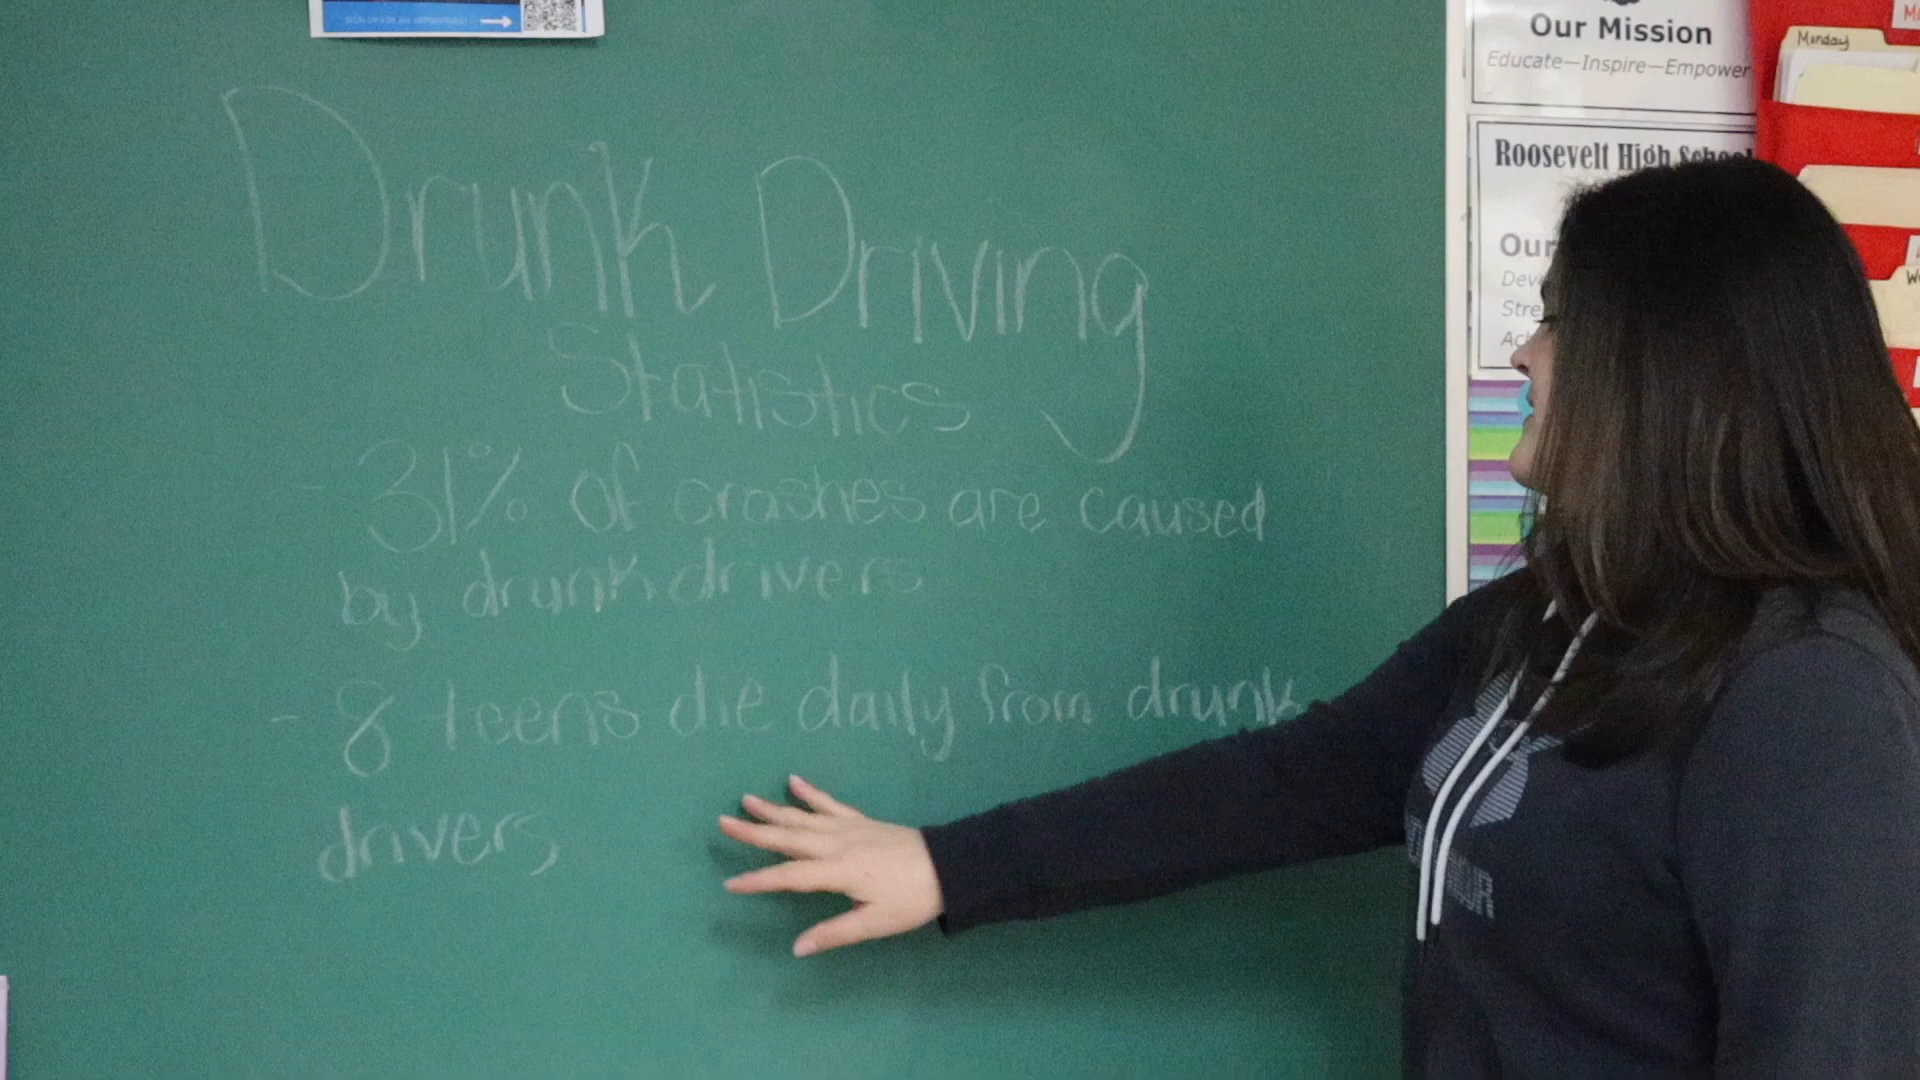 Our Mission
Educate—Inspire—Empower
Monday
Roosevelt High School
Our
Drunk Driving
Statistics
- 31% of crashes are caused
by drunk drivers
- 8 teens die daily from drunk
drivers